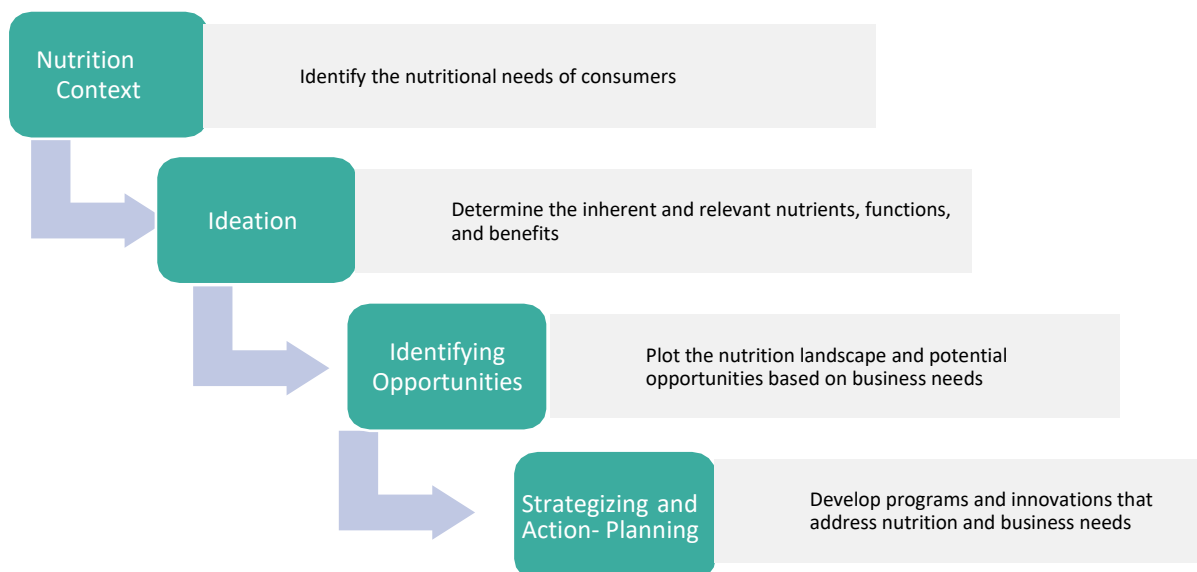 Nutrition
Context
Identify the nutritional needs of consumers
Ideation
Determine the inherent and relevant nutrients, functions,
and benefits
Identifying
Opportunities
Plot the nutrition landscape and potential
opportunities based on business needs
Strategizing and
Action- Planning
Develop programs and innovations that
address nutrition and business needs